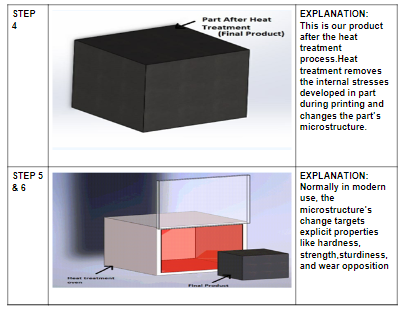 STEP
4
Part After Heat
Treatment
(Final Product)
EXPLANATION:
This is our product
after the heat
treatment
process.Heat
treatment removes
the internal stresses
developed in part
during printing and
changes the part's
microstructure.
STEP 5
& 6
Heat treatment
oven
Final Product
EXPLANATION:
Normally in modern
use, the
microstructure's
change targets
explicit properties
like hardness,
strength,sturdiness,
and wear opposition